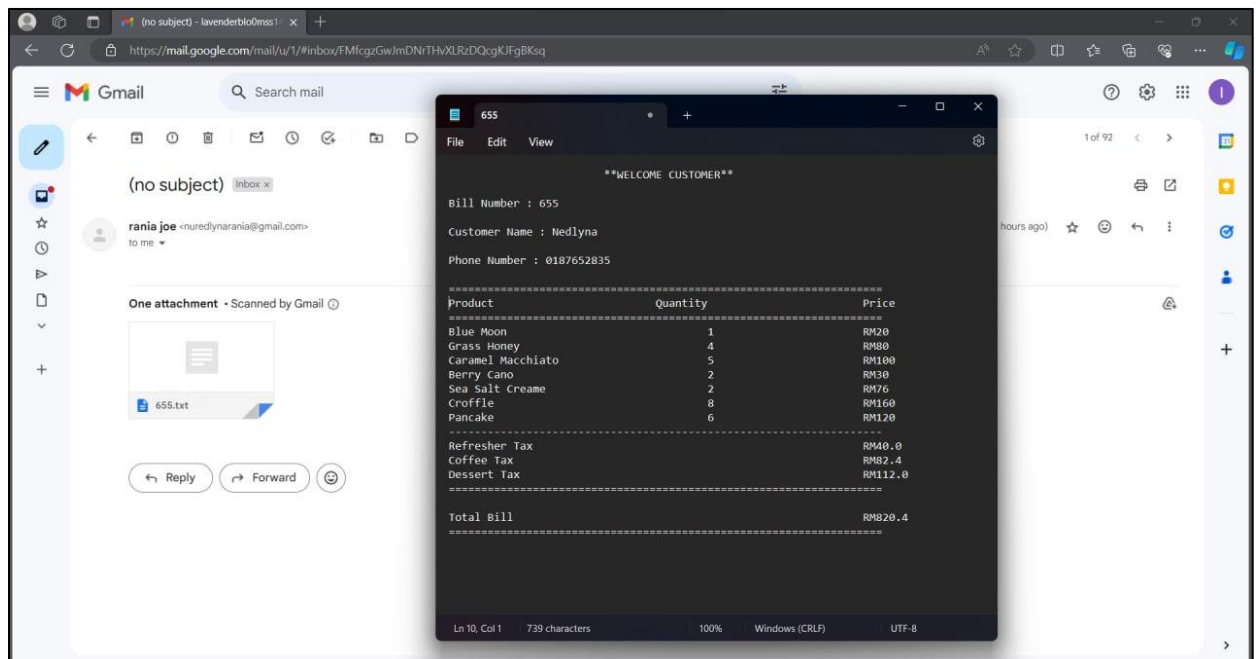 (no subject) - lavenderblo0mss1
https://mail.google.com/mail/u/1/#inbox/FMfcgzGwJmDNrTHvXLRzDQcgKJFgBKsq
Gmail
Search mail
I
1 of 92
(no subject)
Inbox ×
rania joe <nuredlynarania@gmail.com>
hours ago)
to me
One attachment • Scanned by Gmail
655.txt
Reply
Forward
655
File Edit View
**WELCOME CUSTOMER**
Bill Number : 655
Customer Name : Nedlyna
Phone Number : 0187652835
===================================================================
Product Quantity Price
===================================================================
Blue Moon 1 RM20
Grass Honey 4 RM80
Caramel Macchiato 5 RM100
Berry Cano 2 RM30
Sea Salt Creame 2 RM76
Croffle 8 RM160
Pancake 6 RM120
-------------------------------------------------------------------
Refresher Tax RM40.0
Coffee Tax RM82.4
Dessert Tax RM112.0
===================================================================
Total Bill RM820.4
===================================================================
Ln 10, Col 1 739 characters 100% Windows (CRLF) UTF-8